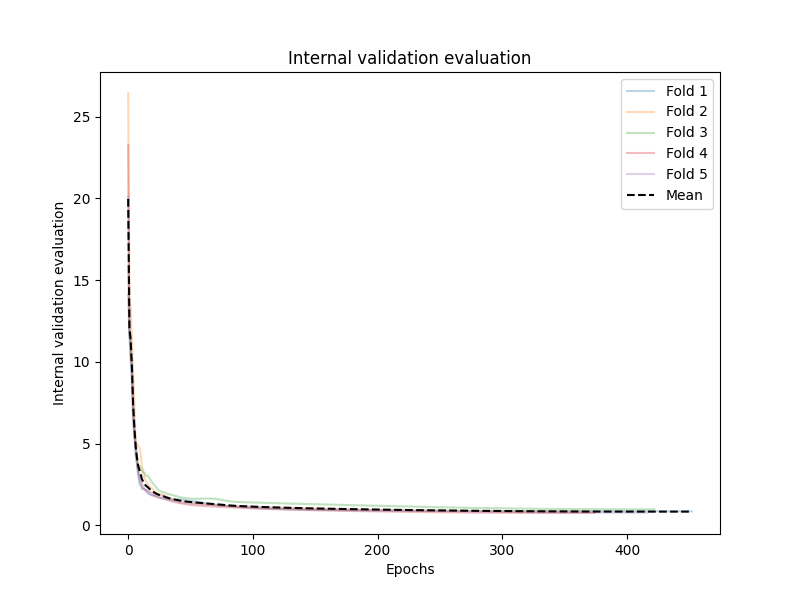 Internal validation evaluation
Internal validation evaluation
25
20
15
10
5
0
0 100 200 300 400
Epochs
Fold 1
Fold 2
Fold 3
Fold 4
Fold 5
Mean